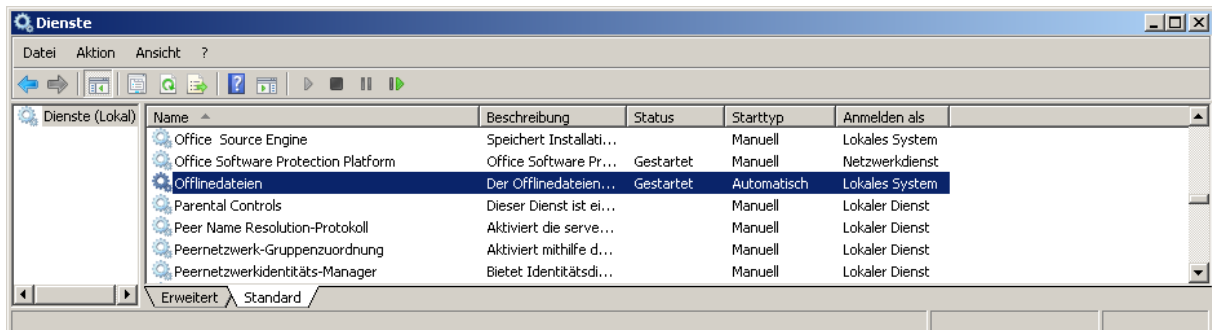 Dienste
Datei Aktion Ansicht ?
Dienste (Lokal)
Name Beschreibung Status Starttyp Anmelden als
Office Source Engine Speichert Installati... Manuell Lokales System
Office Software Protection Platform Office Software Pr... Gestartet Manuell Netzwerkdienst
Offlinedateien Der Offlinedateien... Gestartet Automatisch Lokales System
Parental Controls Dieser Dienst ist ei... Manuell Lokaler Dienst
Peer Name Resolution-Protokoll Aktiviert die serve... Manuell Lokaler Dienst
Peernetzwerk-Gruppenzuordnung Aktiviert mithilfe d... Manuell Lokaler Dienst
Peernetzwerkidentitäts-Manager Bietet Identitätsdi... Manuell Lokaler Dienst
Erweitert Standard